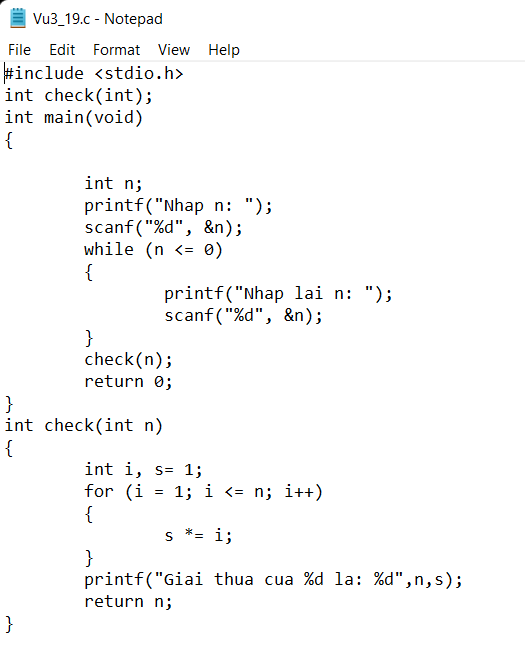 Vu3_19.c - Notepad
File Edit Format View Help
#include <stdio.h>
int check(int);
int main(void)
{
        int n;
        printf("Nhap n: ");
        scanf("%d", &n);
        while (n <= 0)
        {
                printf("Nhap lai n: ");
                scanf("%d", &n);
        }
        check(n);
        return 0;
}
int check(int n)
{
        int i, s= 1;
        for (i = 1; i <= n; i++)
        {
                s *= i;
        }
        printf("Giai thua cua %d la: %d",n,s);
        return n;
}